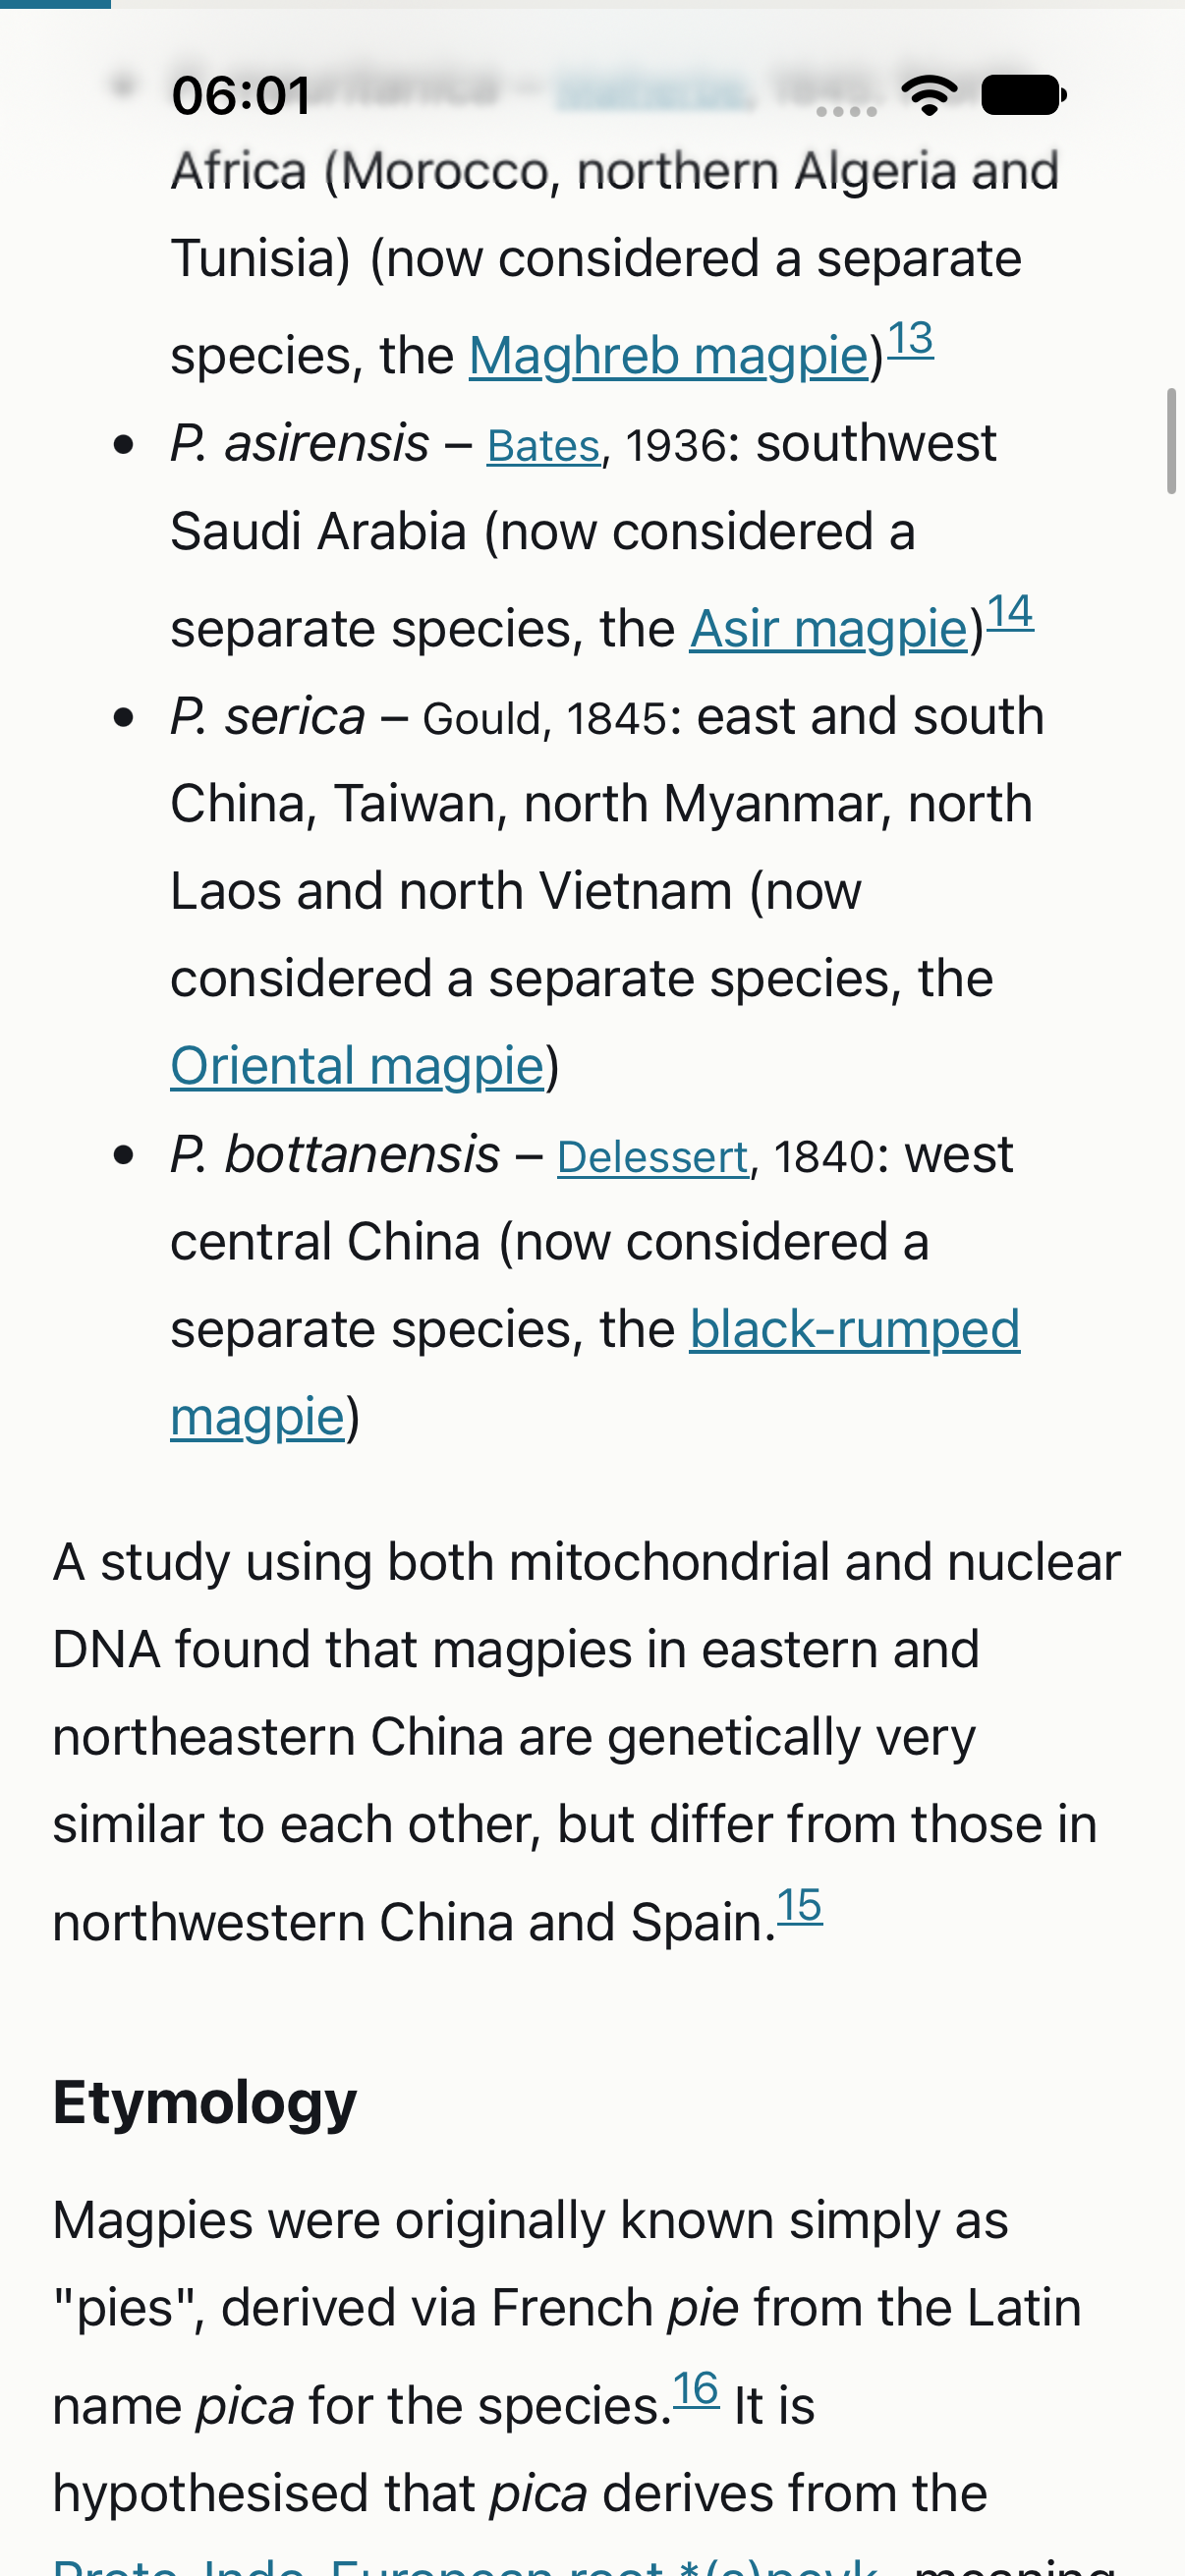 06:01
Africa (Morocco, northern Algeria and
Tunisia) (now considered a separate
species, the Maghreb magpie)13
• P. asirensis – Bates, 1936: southwest
Saudi Arabia (now considered a
separate species, the Asir magpie)14
• P. serica – Gould, 1845: east and south
China, Taiwan, north Myanmar, north
Laos and north Vietnam (now
considered a separate species, the
Oriental magpie)
• P. bottanensis – Delessert, 1840: west
central China (now considered a
separate species, the black-rumped
magpie)
A study using both mitochondrial and nuclear
DNA found that magpies in eastern and
northeastern China are genetically very
similar to each other, but differ from those in
northwestern China and Spain.15
Etymology
Magpies were originally known simply as
"pies", derived via French pie from the Latin
name pica for the species.16 It is
hypothesised that pica derives from the
Proto-Indo-European root *(s)peyk-, meaning